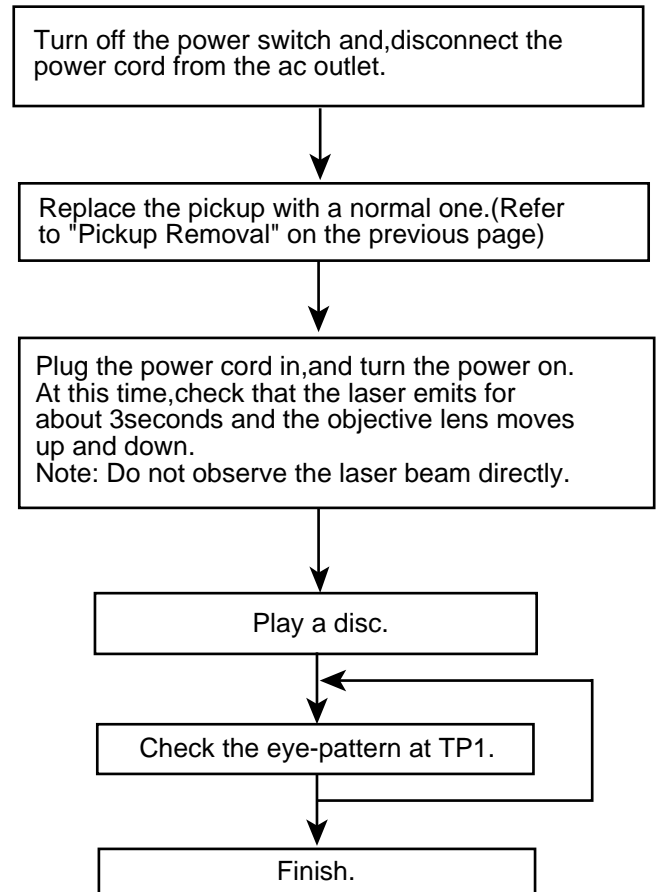 Turn off the power switch and,disconnect the
power cord from the ac outlet.
Replace the pickup with a normal one.(Refer
to "Pickup Removal" on the previous page)
Plug the power cord in,and turn the power on.
At this time,check that the laser emits for
about 3seconds and the objective lens moves
up and down.
Note: Do not observe the laser beam directly.
Play a disc.
Check the eye-pattern at TP1.
Finish.